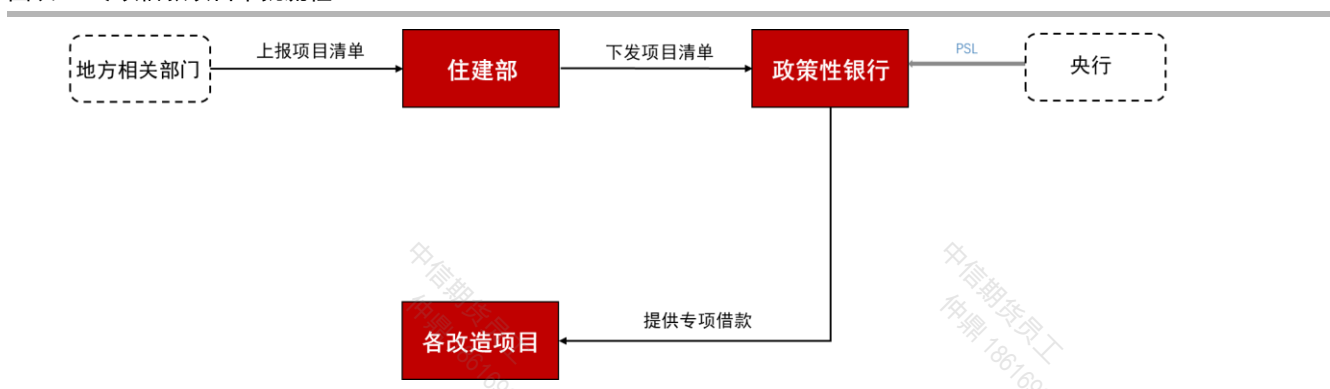 地方相关部门
上报项目清单
住建部
下发项目清单
政策性银行
PSL
央行
提供专项借款
各改造项目
中信期货员工
仲鼎 186169
中信期货员工
仲鼎 186169